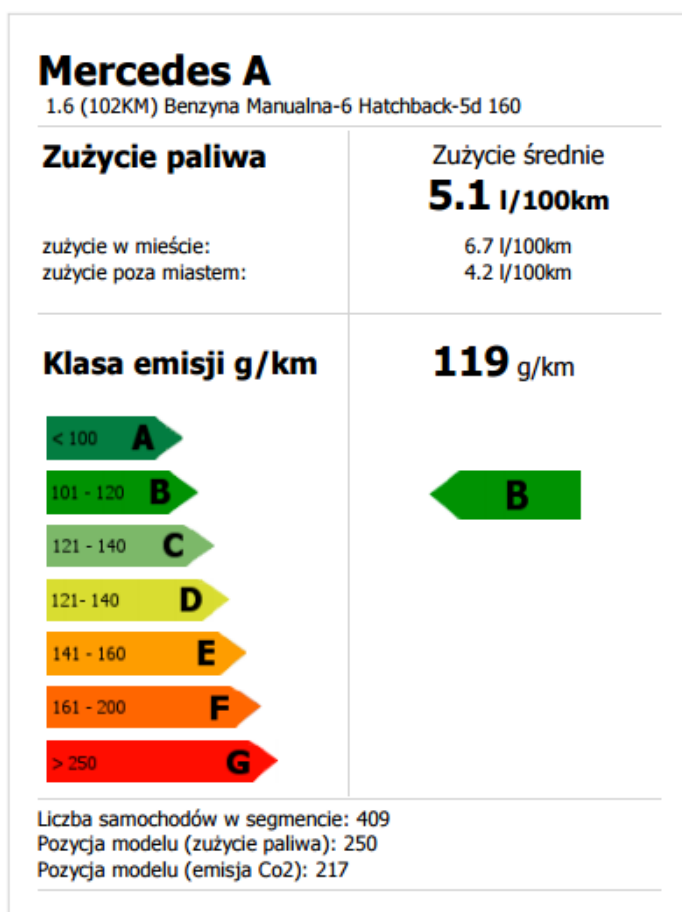 Mercedes A
1.6 (102KM) Benzyna Manualna-6 Hatchback-5d 160
Zużycie paliwa
Zużycie średnie
5.1 l/100km
zużycie w mieście: 6.7 l/100km
zużycie poza miastem: 4.2 l/100km
Klasa emisji g/km 119 g/km
< 100 A
101 - 120 B B
121 - 140 C
121- 140 D
141 - 160 E
161 - 200 F
> 250 G
Liczba samochodów w segmencie: 409
Pozycja modelu (zużycie paliwa): 250
Pozycja modelu (emisja Co2): 217